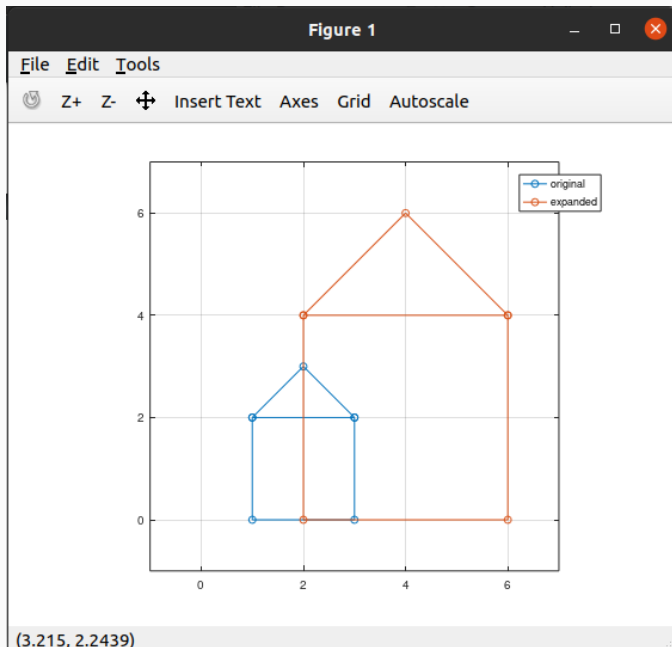 Figure 1
File Edit Tools
Z+ Z- Insert Text Axes Grid Autoscale
original
expanded
6
4
2
0
0 2 4 6
(3.215, 2.2439)